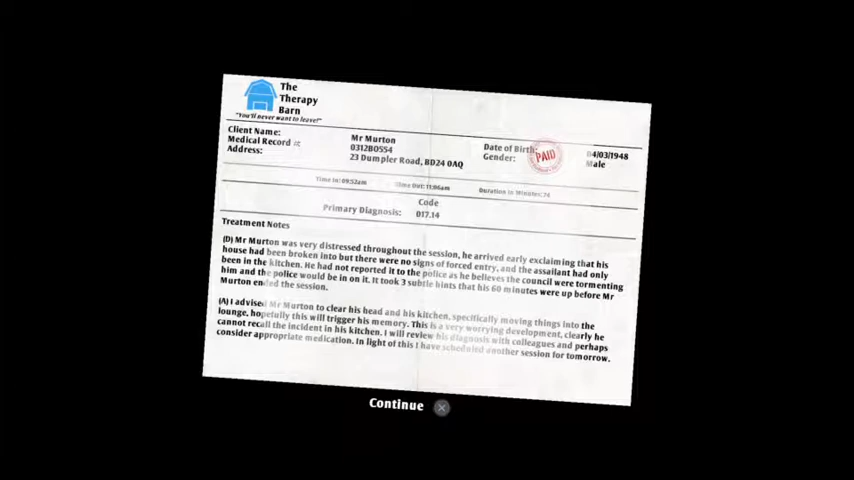 The
Therapy
Barn
"You'll never want to leave!"
Client Name: Mr Murton
Medical Record #: 0312B0554
Address: 23 Dumpler Road, BD24 0AQ
Date of Birth: 04/03/1948
Gender: Male
PAID
Time In: 09:52am Time Out: 11:06am Duration in Minutes: 74
Code
Primary Diagnosis: 017.14
Treatment Notes
(D) Mr Murton was very distressed throughout the session, he arrived early exclaiming that his
house had been broken into but there were no signs of forced entry, and the assailant had only
been in the kitchen. He had not reported it to the police as he believes the council were tormenting
him and the police would be in on it. It took 3 subtle hints that his 60 minutes were up before Mr
Murton ended the session.
(A) I advised Mr Murton to clear his head and his kitchen, specifically moving things into the
lounge, hopefully this will trigger his memory. This is a very worrying development, clearly he
cannot recall the incident in his kitchen. I will review his diagnosis with colleagues and perhaps
consider appropriate medication. In light of this I have scheduled another session for tomorrow.
Continue